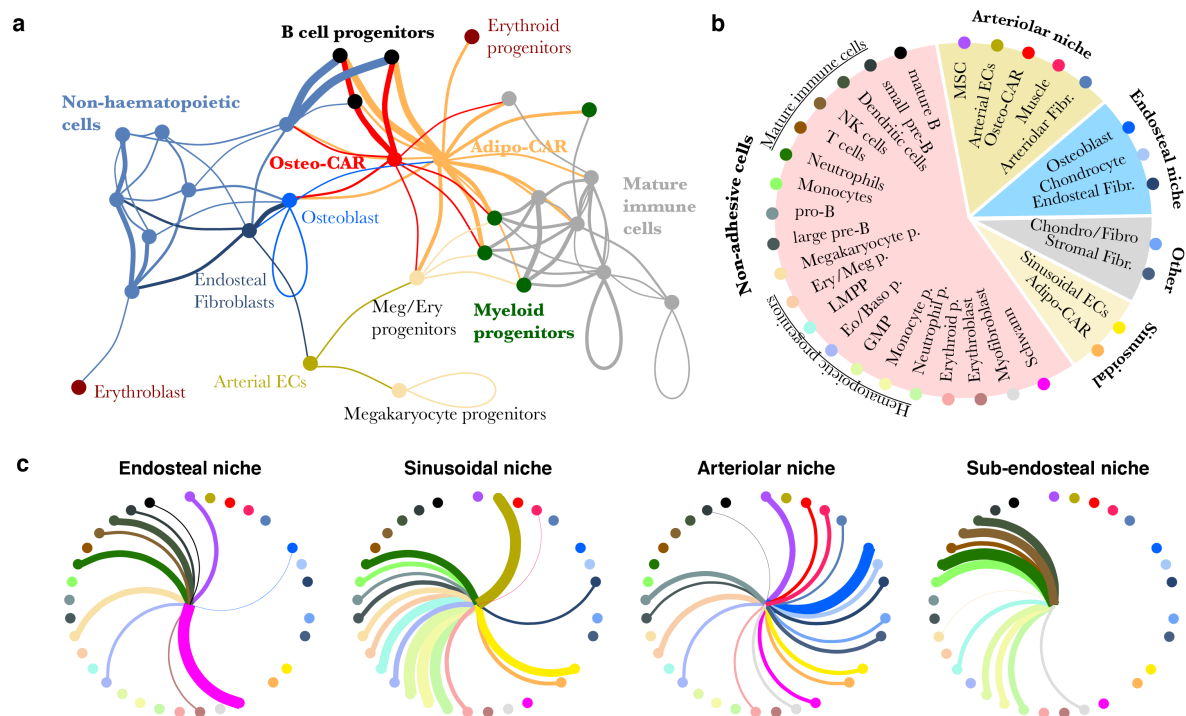 a
B cell progenitors
Erythroid
progenitors
Non-haematopoietic
cells
Osteo-CAR
Adipo-CAR
Mature
immune
cells
Osteoblast
Endosteal
Fibroblasts
Meg/Ery
progenitors
Myeloid
progenitors
Arterial ECs
Erythroblast
Megakaryocyte progenitors
b
Arteriolar niche
MSC
Arterial ECs
Osteo-CAR
Muscle
Arteriolar Fibr.
Endosteal niche
Osteoblast
Chondrocyte
Endosteal Fibr.
Other
Chondro/Fibro
Stromal Fibr.
Sinusoidal
Sinusoidal ECs
Adipo-CAR
Non-adhesive cells
Mature immune cells
mature B
small pre-B
Dendritic cells
NK cells
T cells
Neutrophils
Monocytes
pro-B
large pre-B
Megakaryocyte p.
Ery/Meg p.
LMPP
Eo/Baso p.
GMP
Monocyte p.
Neutrophil p.
Erythroid p.
Erythroblast
Myofibroblast
Schwann
Hematopoietic progenitors
c
Endosteal niche
Sinusoidal niche
Arteriolar niche
Sub-endosteal niche